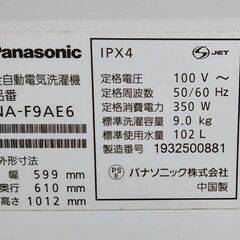 Panasonic
全自動電気洗濯機
品番
NA-F9AE6
外形寸法
幅 599 mm
奥行 610 mm
高さ 1012 mm
IPX4
JET
定格電圧 100 V~
定格周波数 50/60 Hz
定格消費電力 350 W
標準洗濯容量 9.0 kg
標準使用水量 102 L
製造番号 1932500881
PS
E
パナソニック株式会社
中国製